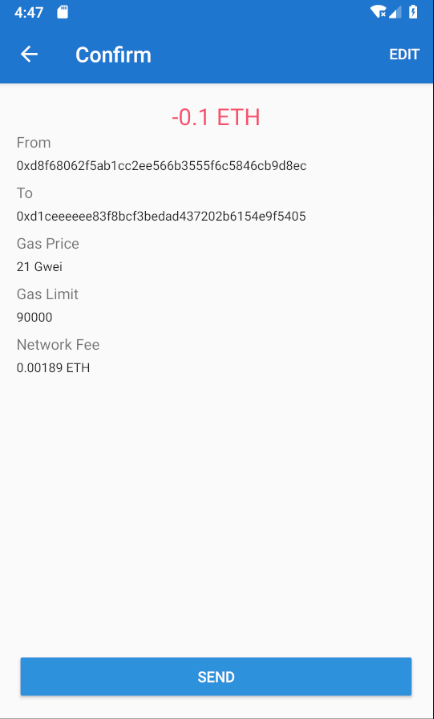 4:47
Confirm
EDIT
-0.1 ETH
From
0xd8f68062f5ab1cc2ee566b3555f6c5846cb9d8ec
To
0xd1ceeeeee83f8bcf3bedad437202b6154e9f5405
Gas Price
21 Gwei
Gas Limit
90000
Network Fee
0.00189 ETH
SEND